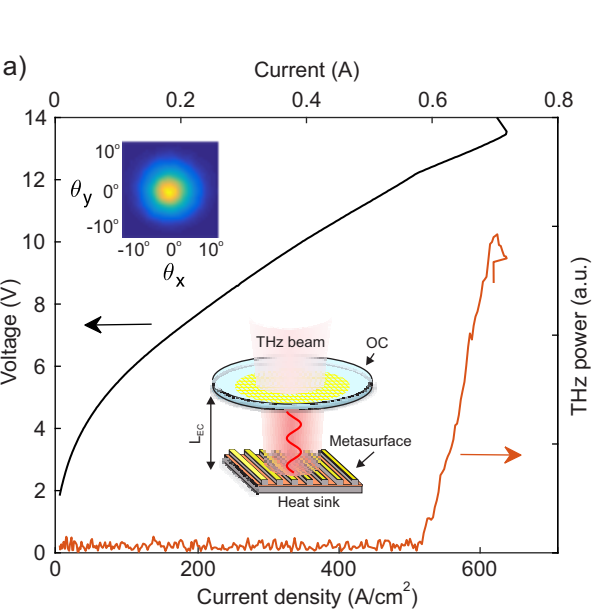 a)
Current (A)
0 0.2 0.4 0.6 0.8
14
12
10
8
6
4
2
0
Voltage (V)
10°
0°
-10°
θy
-10° 0° 10°
θx
THz beam
OC
LEC
Metasurface
Heat sink
THz power (a.u.)
0 200 400 600
Current density (A/cm²)